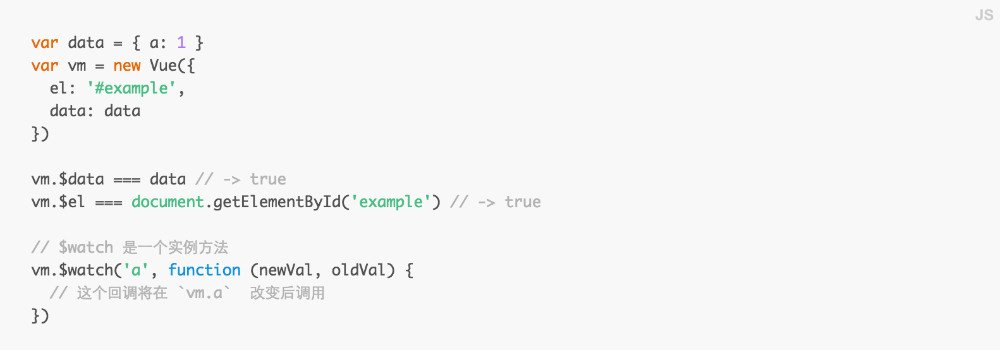 JS
var data = { a: 1 }
var vm = new Vue({
  el: '#example',
  data: data
})

vm.$data === data // -> true
vm.$el === document.getElementById('example') // -> true

// $watch 是一个实例方法
vm.$watch('a', function (newVal, oldVal) {
  // 这个回调将在 `vm.a`  改变后调用
})